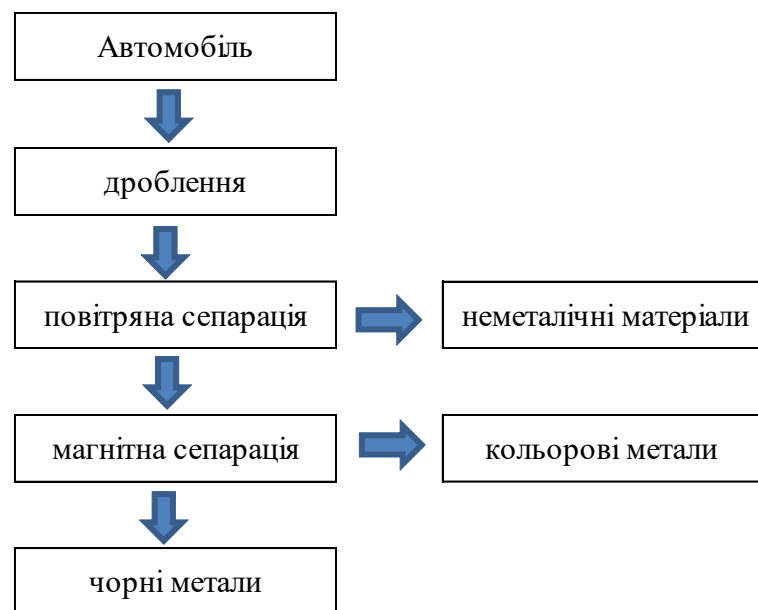 Автомобіль
дроблення
повітряна сепарація
неметалічні матеріали
магнітна сепарація
кольорові метали
чорні метали